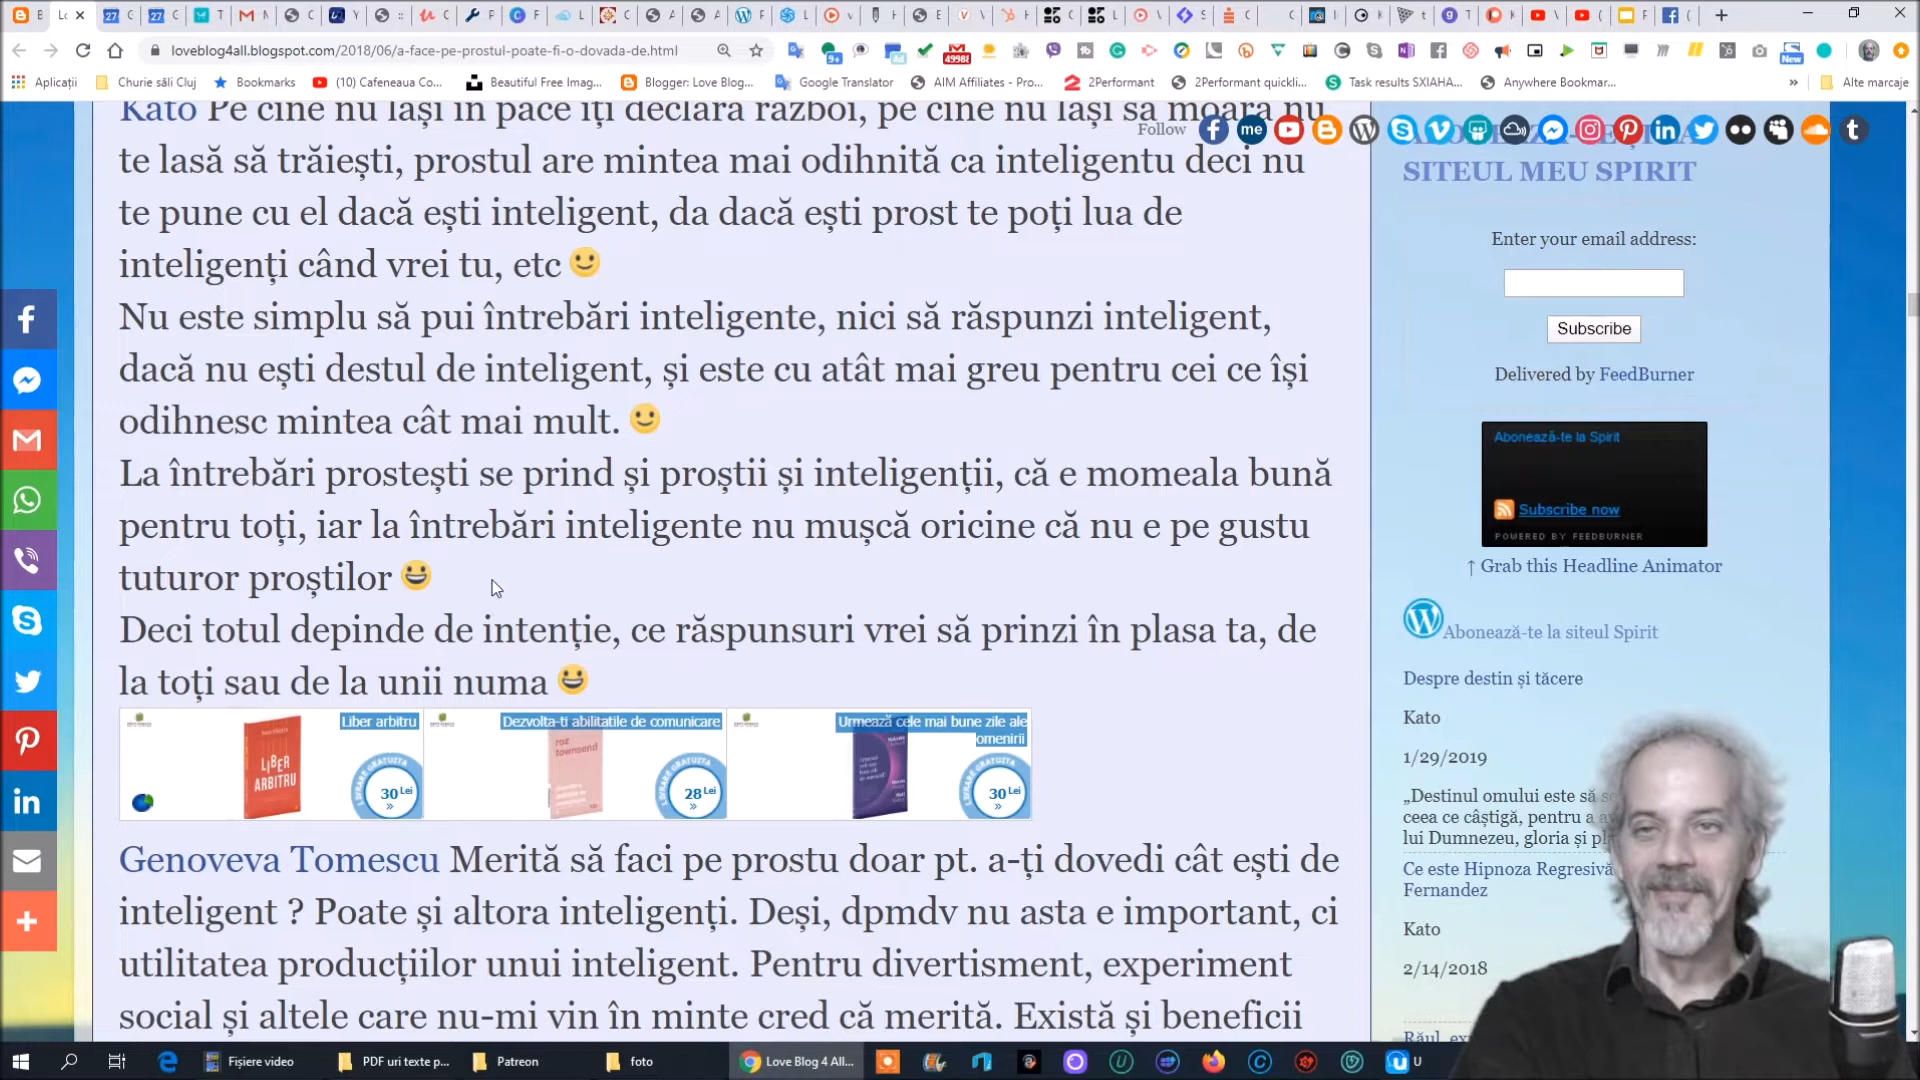 loveblog4all.blogspot.com/2018/06/a-face-pe-prostul-poate-fi-o-dovada-de.html
Aplicații
Churie săli Cluj
Bookmarks
(10) Cafeneaua Co...
Beautiful Free Imag...
Blogger: Love Blog...
Google Translator
AIM Affiliates - Pro...
2Performant
2Performant quickli...
Task results SXIAHA...
Anywhere Bookmar...
»
Alte marcaje
Kato Pe cine nu lași în pace îți declară război, pe cine nu lași să moară nu
te lasă să trăiești, prostul are mintea mai odihnită ca inteligentu deci nu
te pune cu el dacă ești inteligent, da dacă ești prost te poți lua de
inteligenți când vrei tu, etc
Nu este simplu să pui întrebări inteligente, nici să răspunzi inteligent,
dacă nu ești destul de inteligent, și este cu atât mai greu pentru cei ce își
odihnesc mintea cât mai mult.
La întrebări prostești se prind și proștii și inteligenții, că e momeala bună
pentru toți, iar la întrebări inteligente nu mușcă oricine că nu e pe gustu
tuturor proștilor
Deci totul depinde de intenție, ce răspunsuri vrei să prinzi în plasa ta, de
la toți sau de la unii numa
Liber arbitru
LIBER
ARBITRU
LIVRARE GRATUITA
30 Lei
»
Dezvolta-ti abilitatile de comunicare
roz
townsend
LIVRARE GRATUITA
28 Lei
»
Urmează cele mai bune zile ale
omenirii
LIVRARE GRATUITA
30 Lei
»
Genoveva Tomescu Merită să faci pe prostu doar pt. a-ți dovedi cât ești de
inteligent ? Poate și altora inteligenți. Deși, dpmdv nu asta e important, ci
utilitatea producțiilor unui inteligent. Pentru divertisment, experiment
social și altele care nu-mi vin în minte cred că merită. Există și beneficii
Follow
SITEUL MEU SPIRIT
Enter your email address:
Subscribe
Delivered by FeedBurner
Abonează-te la Spirit
Subscribe now
POWERED BY FEEDBURNER
↑ Grab this Headline Animator
Abonează-te la siteul Spirit
Despre destin și tăcere
Kato
1/29/2019
„Destinul omului este să
ceea ce câștigă, pentru a
lui Dumnezeu, gloria și
Ce este Hipnoza Regresivă
Fernandez
Kato
2/14/2018
Răul,
Fișiere video
PDF uri texte p...
Patreon
foto
Love Blog 4 All...
U